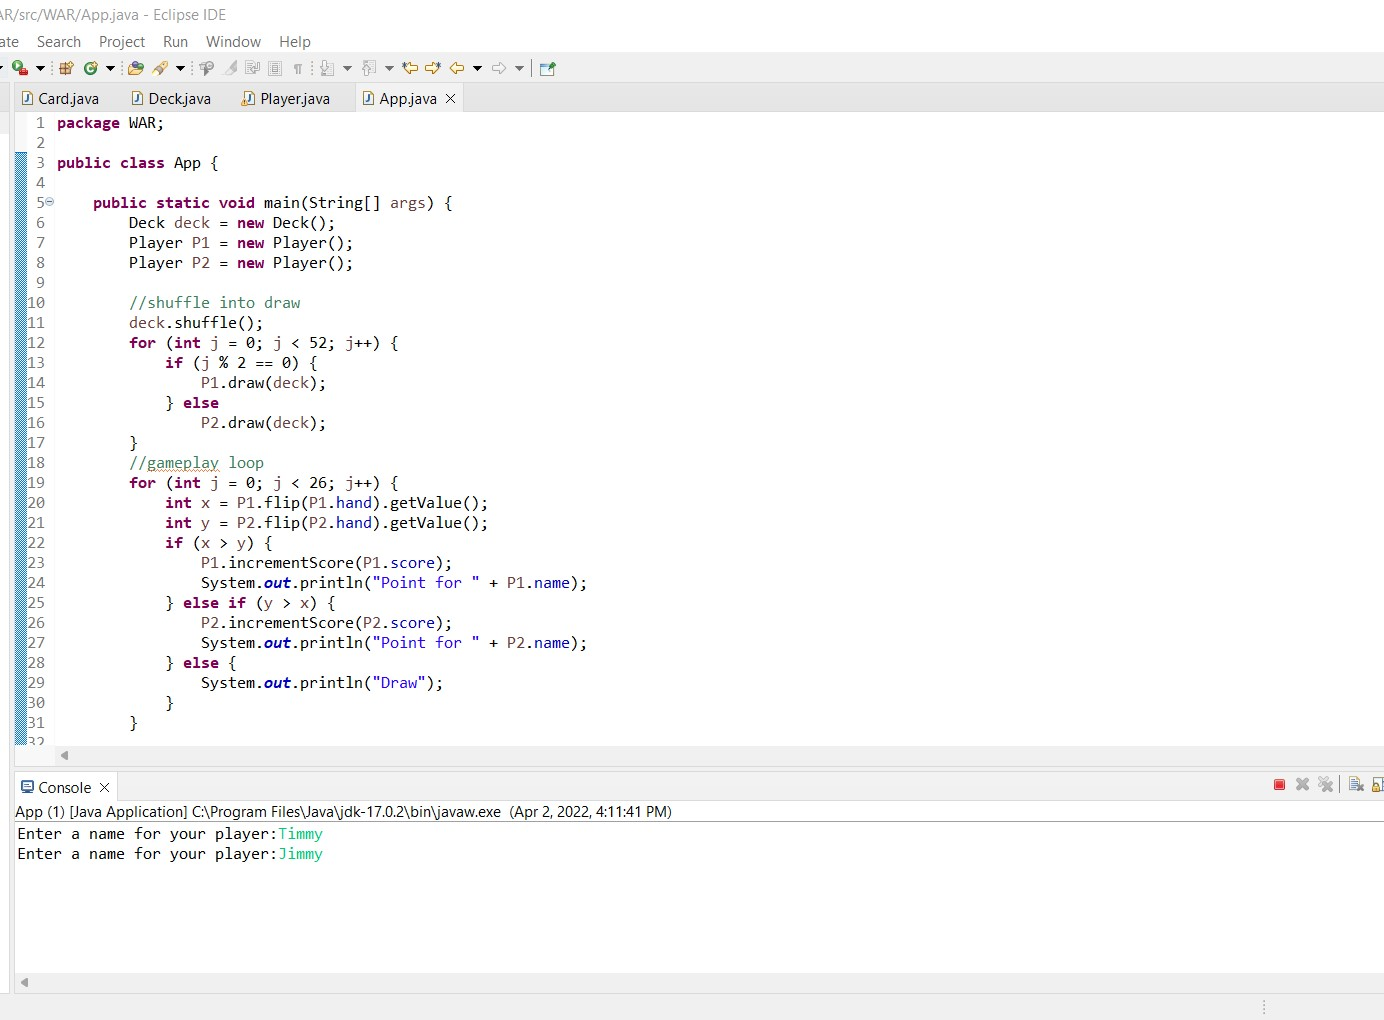 AR/src/WAR/App.java - Eclipse IDE
ate Search Project Run Window Help
Card.java Deck.java Player.java App.java
1 package WAR;
2
3 public class App {
4
5 public static void main(String[] args) {
6 Deck deck = new Deck();
7 Player P1 = new Player();
8 Player P2 = new Player();
9
10 //shuffle into draw
11 deck.shuffle();
12 for (int j = 0; j < 52; j++) {
13 if (j % 2 == 0) {
14 P1.draw(deck);
15 } else
16 P2.draw(deck);
17 }
18 //gameplay loop
19 for (int j = 0; j < 26; j++) {
20 int x = P1.flip(P1.hand).getValue();
21 int y = P2.flip(P2.hand).getValue();
22 if (x > y) {
23 P1.incrementScore(P1.score);
24 System.out.println("Point for " + P1.name);
25 } else if (y > x) {
26 P2.incrementScore(P2.score);
27 System.out.println("Point for " + P2.name);
28 } else {
29 System.out.println("Draw");
30 }
31 }
32
Console
App (1) [Java Application] C:\Program Files\Java\jdk-17.0.2\bin\javaw.exe (Apr 2, 2022, 4:11:41 PM)
Enter a name for your player:Timmy
Enter a name for your player:Jimmy